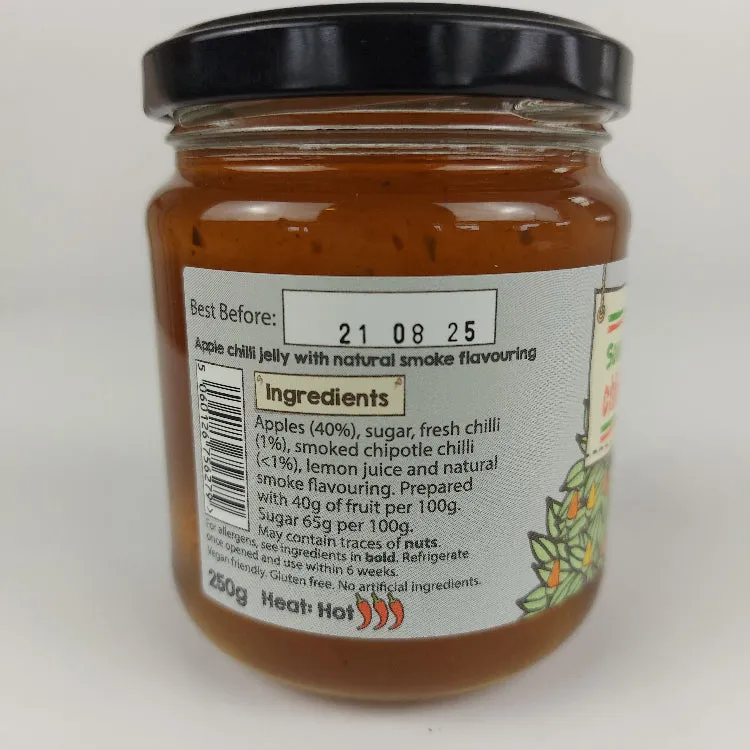 Best Before:
21 08 25
Apple chilli jelly with natural smoke flavouring
Ingredients
Apples (40%), sugar, fresh chilli
(1%), smoked chipotle chilli
(<1%), lemon juice and natural
smoke flavouring. Prepared
with 40g of fruit per 100g.
Sugar 65g per 100g.
May contain traces of nuts.
For allergens, see ingredients in bold. Refrigerate
once opened and use within 6 weeks.
Vegan friendly. Gluten free. No artificial ingredients.
250g Heat: Hot